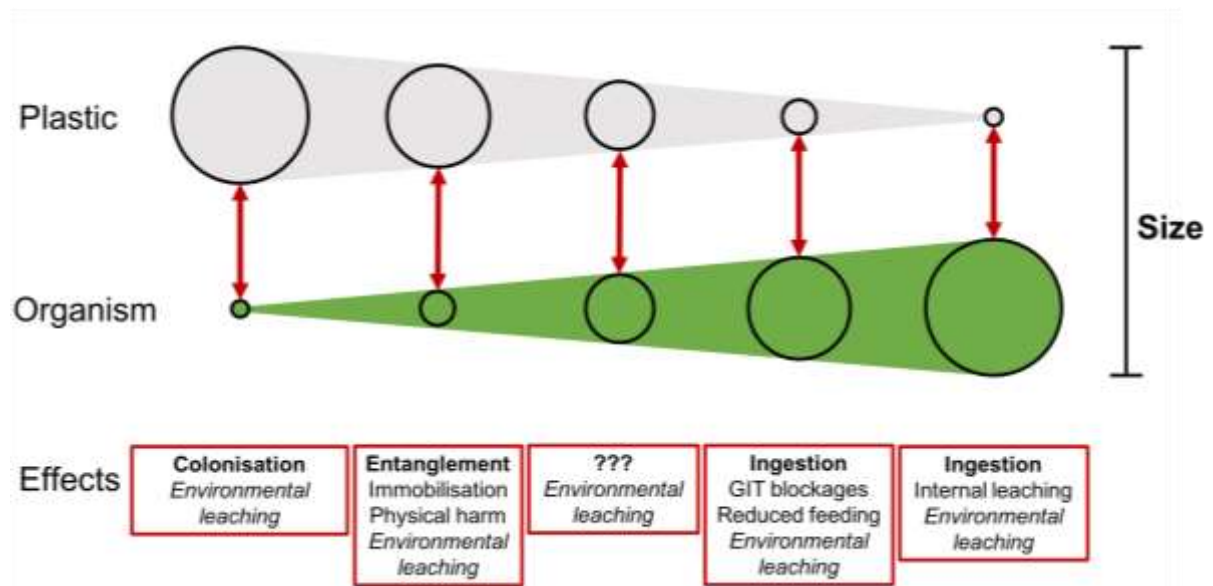 Plastic
Size
Organism
Effects
Colonisation
Environmental
leaching
Entanglement
Immobilisation
Physical harm
Environmental
leaching
???
Environmental
leaching
Ingestion
GIT blockages
Reduced feeding
Environmental
leaching
Ingestion
Internal leaching
Environmental
leaching